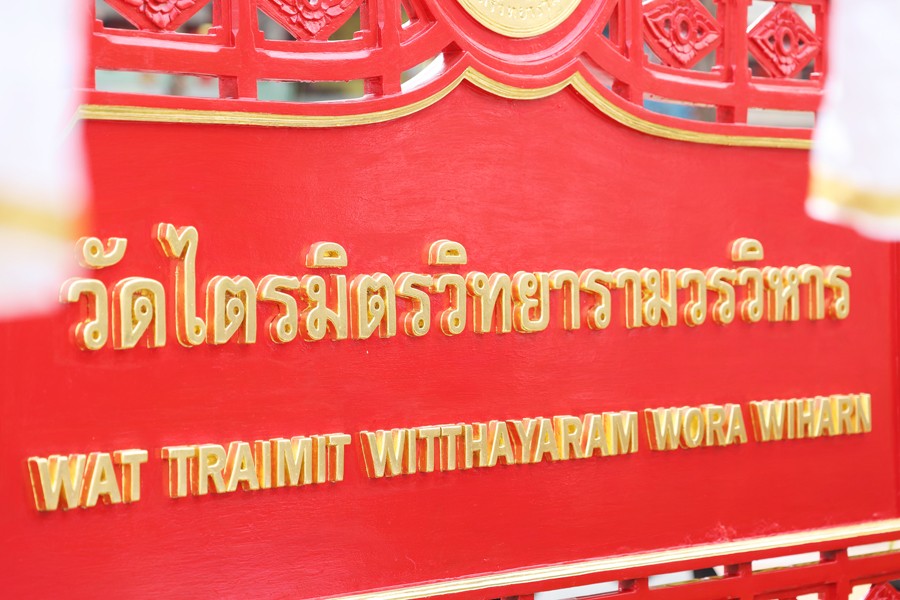 วัดไตรมิตรวิทยารามวรวิหาร
WAT TRAIMIT WITTHAYARAM WORA WIHARN